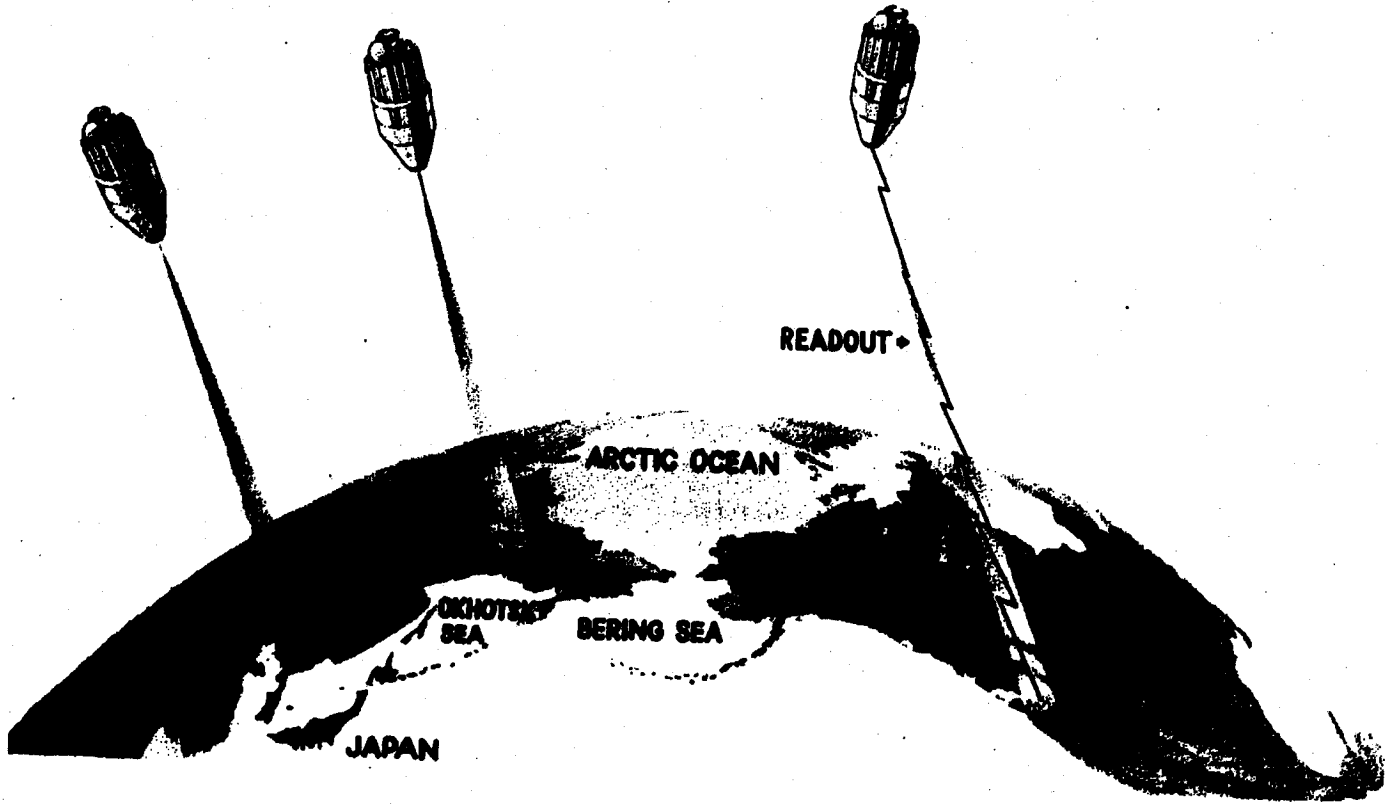 READOUT
ARCTIC OCEAN
OKHOTSK
SEA
BERING SEA
JAPAN